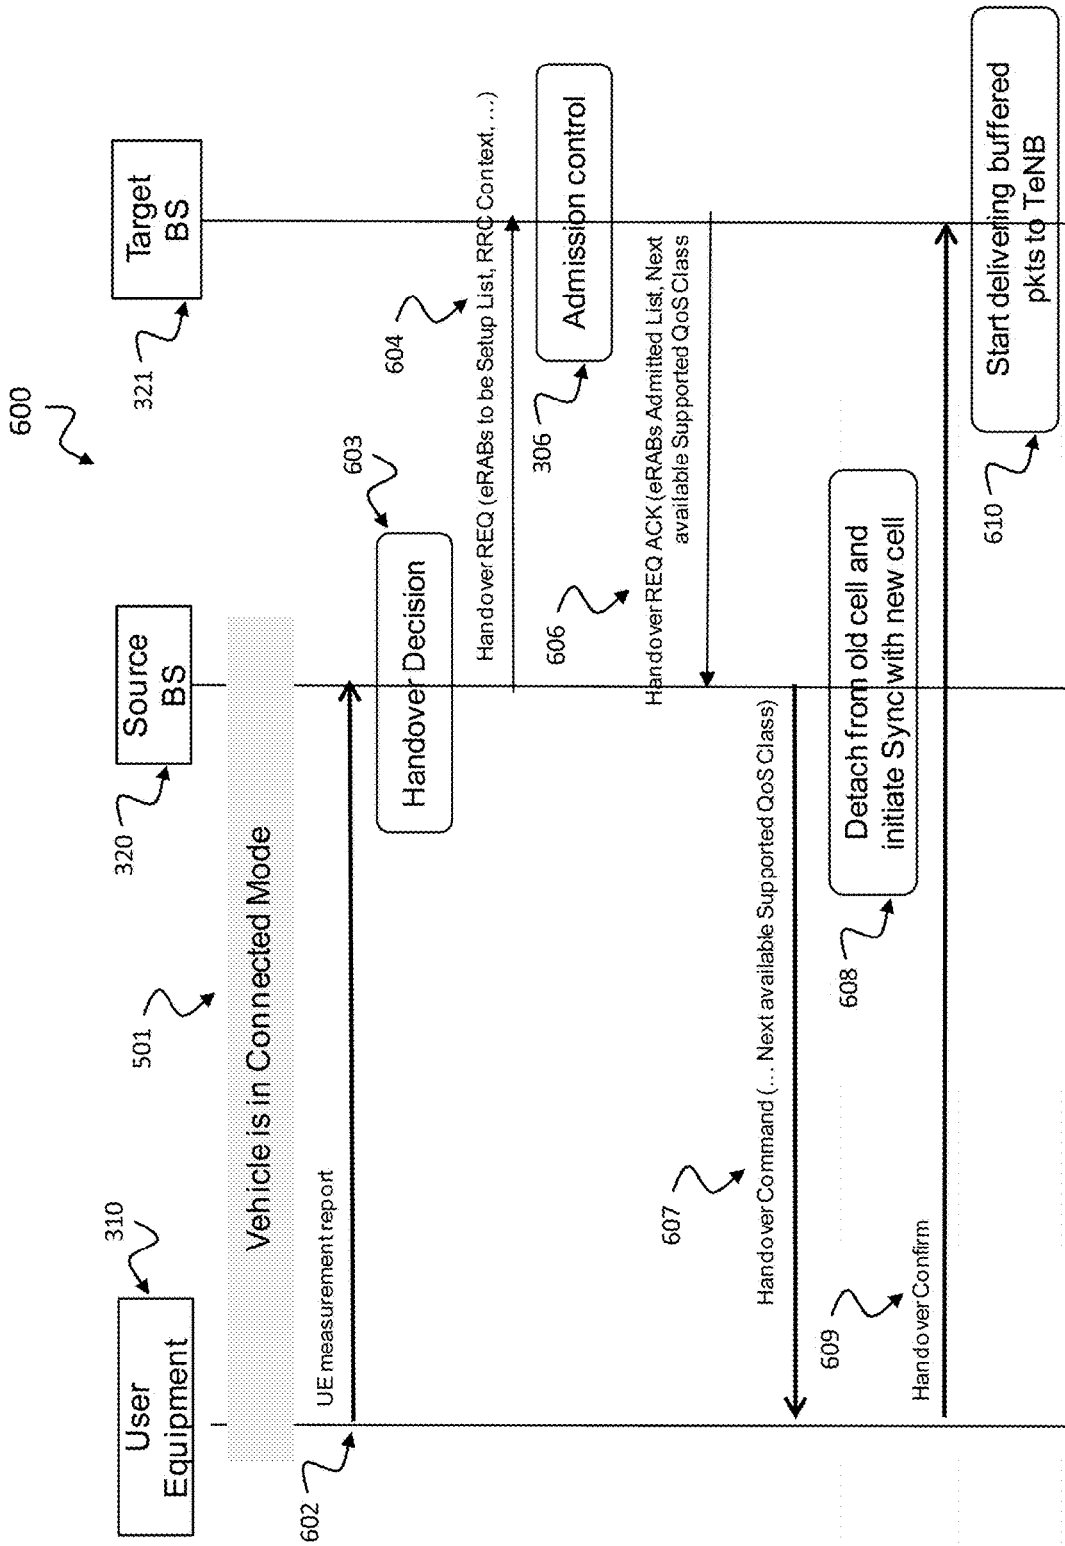 600
User
Equipment
310
Source
BS
320
Target
BS
321
501
Vehicle is in Connected Mode
UE measurement report
602
Handover Decision
603
604
Handover REQ (eRABs to be Setup List, RRC Context, ...)
Admission control
306
606
Handover REQ ACK (eRABs Admitted List, Next
available Supported QoS Class
607
Handover Command (... Next available Supported QoS Class)
Detach from old cell and
initiate Sync with new cell
608
609
Handover Confirm
Start delivering buffered
pkts to TeNB
610